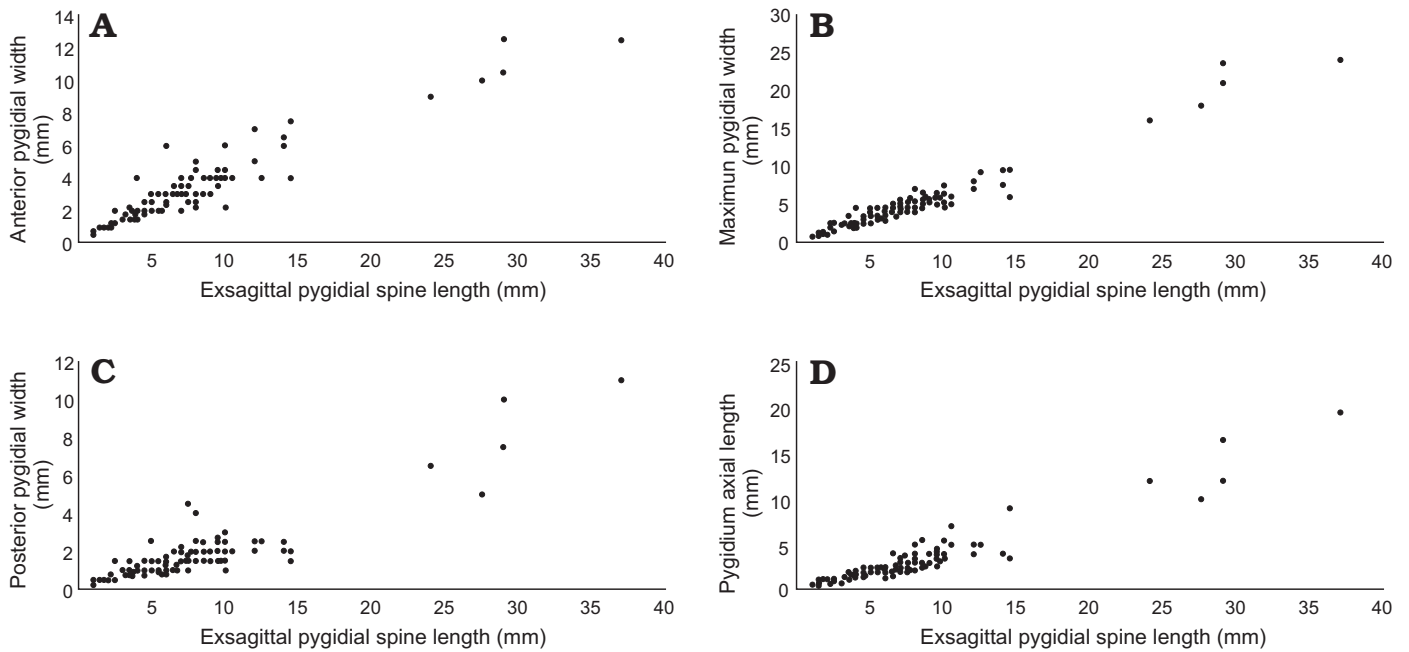 A
Anterior pygidial width
(mm)
14
12
10
8
6
4
2
0
5 10 15 20 25 30 35 40
Exsagittal pygidial spine length (mm)
B
Maximun pygidial width
(mm)
30
25
20
15
10
5
0
5 10 15 20 25 30 35 40
Exsagittal pygidial spine length (mm)
C
Posterior pygidial width
(mm)
12
10
8
6
4
2
0
5 10 15 20 25 30 35 40
Exsagittal pygidial spine length (mm)
D
Pygidium axial length
(mm)
25
20
15
10
5
0
5 10 15 20 25 30 35 40
Exsagittal pygidial spine length (mm)